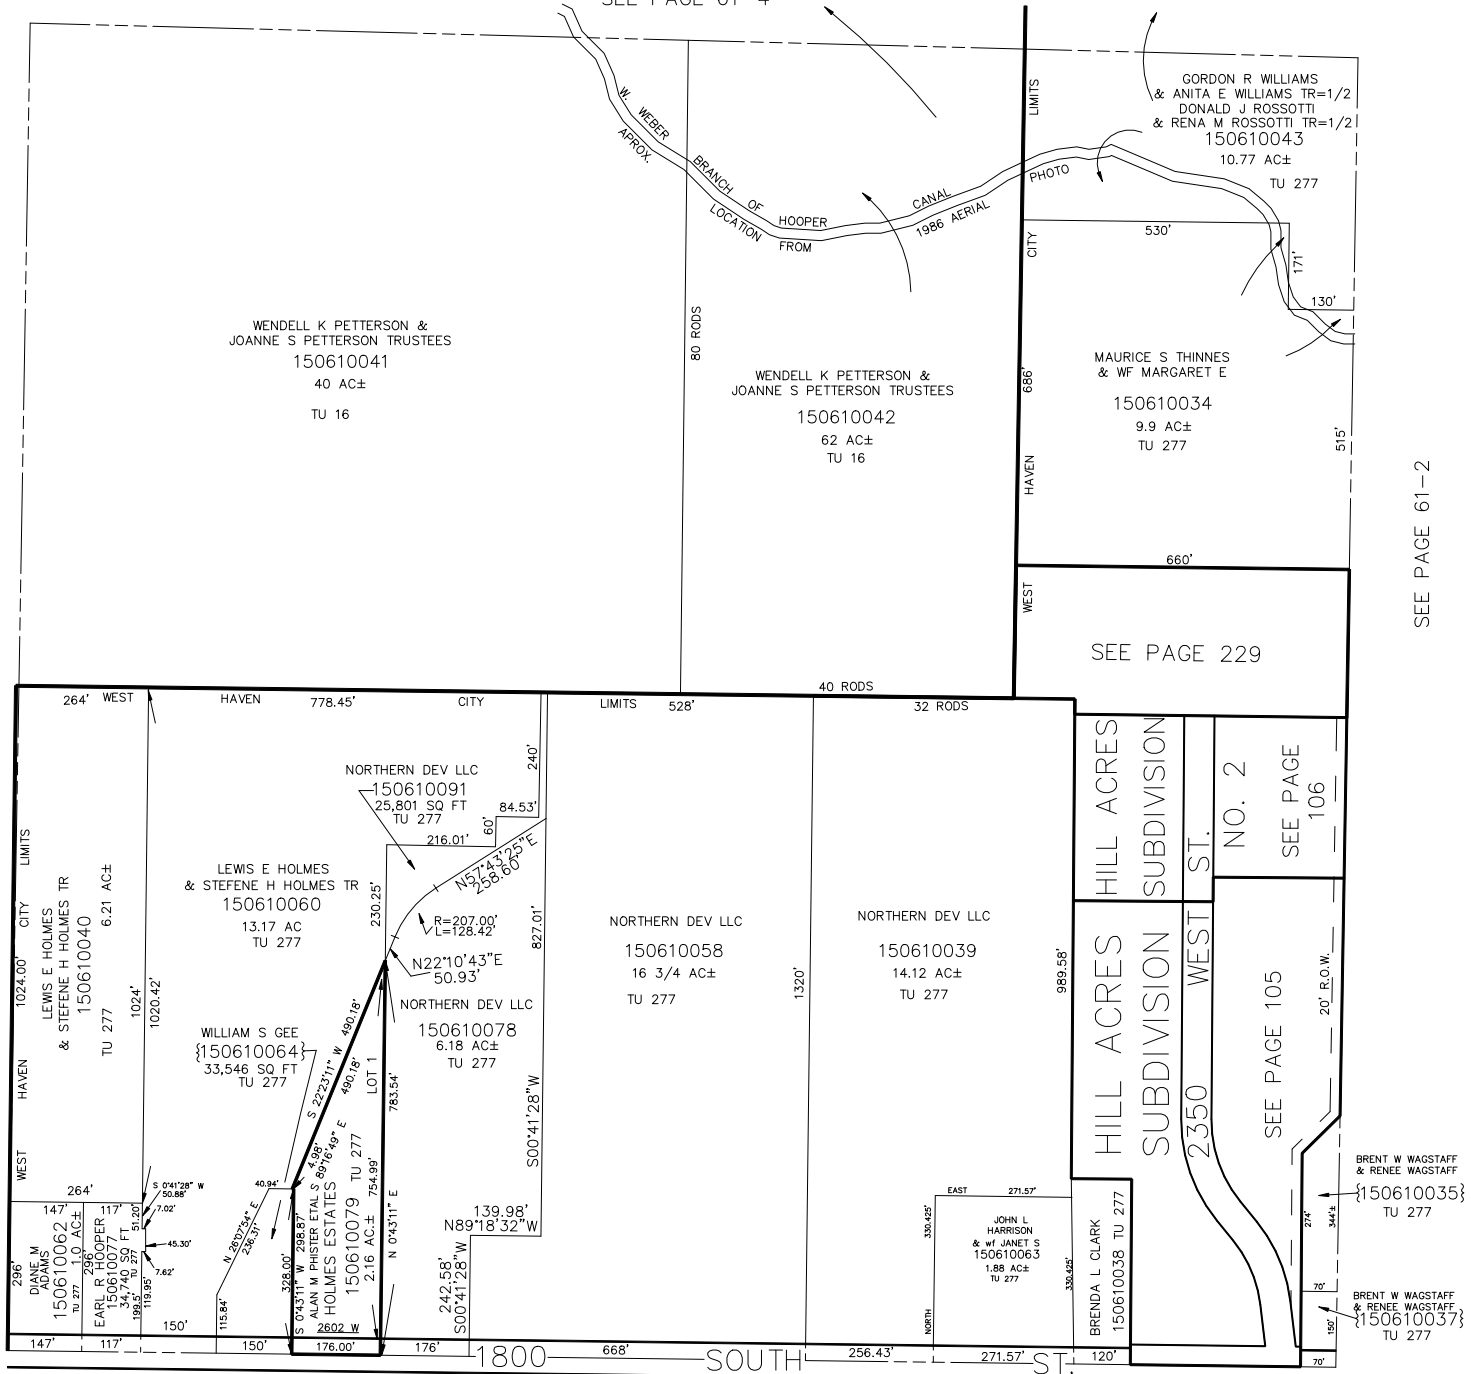 SEE PAGE 61-4
GORDON R WILLIAMS
& ANITA E WILLIAMS TR=1/2
DONALD J ROSSOTTI
& RENA M ROSSOTTI TR=1/2
150610043
10.77 AC±
TU 277
W. WEBER BRANCH OF HOOPER CANAL
APROX. LOCATION FROM 1986 AERIAL PHOTO
LIMITS
CITY
HAVEN
WEST
530'
171'
130'
686'
515'
660'
80 RODS
WENDELL K PETTERSON &
JOANNE S PETTERSON TRUSTEES
150610041
40 AC±
TU 16
WENDELL K PETTERSON &
JOANNE S PETTERSON TRUSTEES
150610042
62 AC±
TU 16
MAURICE S THINNES
& WF MARGARET E
150610034
9.9 AC±
TU 277
SEE PAGE 61-2
SEE PAGE 229
40 RODS
264' WEST HAVEN 778.45' CITY LIMITS 528' 32 RODS
240'
NORTHERN DEV LLC
150610091
25,801 SQ FT
TU 277
84.53'
60'
216.01'
N57°43'25"E
258.60'
230.25'
R=207.00'
L=128.42'
N22°10'43"E
50.93'
827.01'
LEWIS E HOLMES
& STEFENE H HOLMES TR
150610060
13.17 AC
TU 277
LEWIS E HOLMES
& STEFENE H HOLMES TR
150610040
6.21 AC±
TU 277
LIMITS
CITY
1024.00'
HAVEN
WEST
1024'
1020.42'
NORTHERN DEV LLC
150610058
16 3/4 AC±
TU 277
1320'
NORTHERN DEV LLC
150610039
14.12 AC±
TU 277
989.58'
HILL ACRES
SUBDIVISION
NO. 2
SEE PAGE
106
HILL ACRES
SUBDIVISION
2350 WEST ST.
SEE PAGE 105
20' R.O.W.
NORTHERN DEV LLC
150610078
6.18 AC±
TU 277
WILLIAM S GEE
{150610064}
33,546 SQ FT
TU 277
S 22°23'11" W 490.18'
490.18'
LOT 1
783.54'
754.99'
N 0°43'11" E
4.98'
S 89°16'49" E
ALAN M PHISTER ETAL
HOLMES ESTATES
150610079 TU 277
2.16 AC.±
S 0°43'11" W 298.87'
328.00'
2602 W
40.94'
N 26°07'54" E
236.31'
115.84'
S00°41'28"W
139.98'
N89°18'32"W
242.58'
S00°41'28"W
264'
147' 117'
S 0°41'28" W
50.88'
51.20'
7.02'
45.30'
7.62'
119.95'
199.5'
296'
DIANE M
ADAMS
150610062
TU 277 1.0 AC±
296'
EARL R HOOPER
150610077
34,740 SQ FT
TU 277
EAST 271.57'
330.425'
NORTH
JOHN L
HARRISON
& wf JANET S
150610063
1.88 AC±
TU 277
330.425'
BRENDA L CLARK
150610038 TU 277
BRENT W WAGSTAFF
& RENEE WAGSTAFF
{150610035}
TU 277
274'
344'±
70'
BRENT W WAGSTAFF
& RENEE WAGSTAFF
{150610037}
TU 277
150'
70'
150'
147' 117' 150' 176.00' 176' 668' 256.43' 271.57' 120'
1800 SOUTH ST.